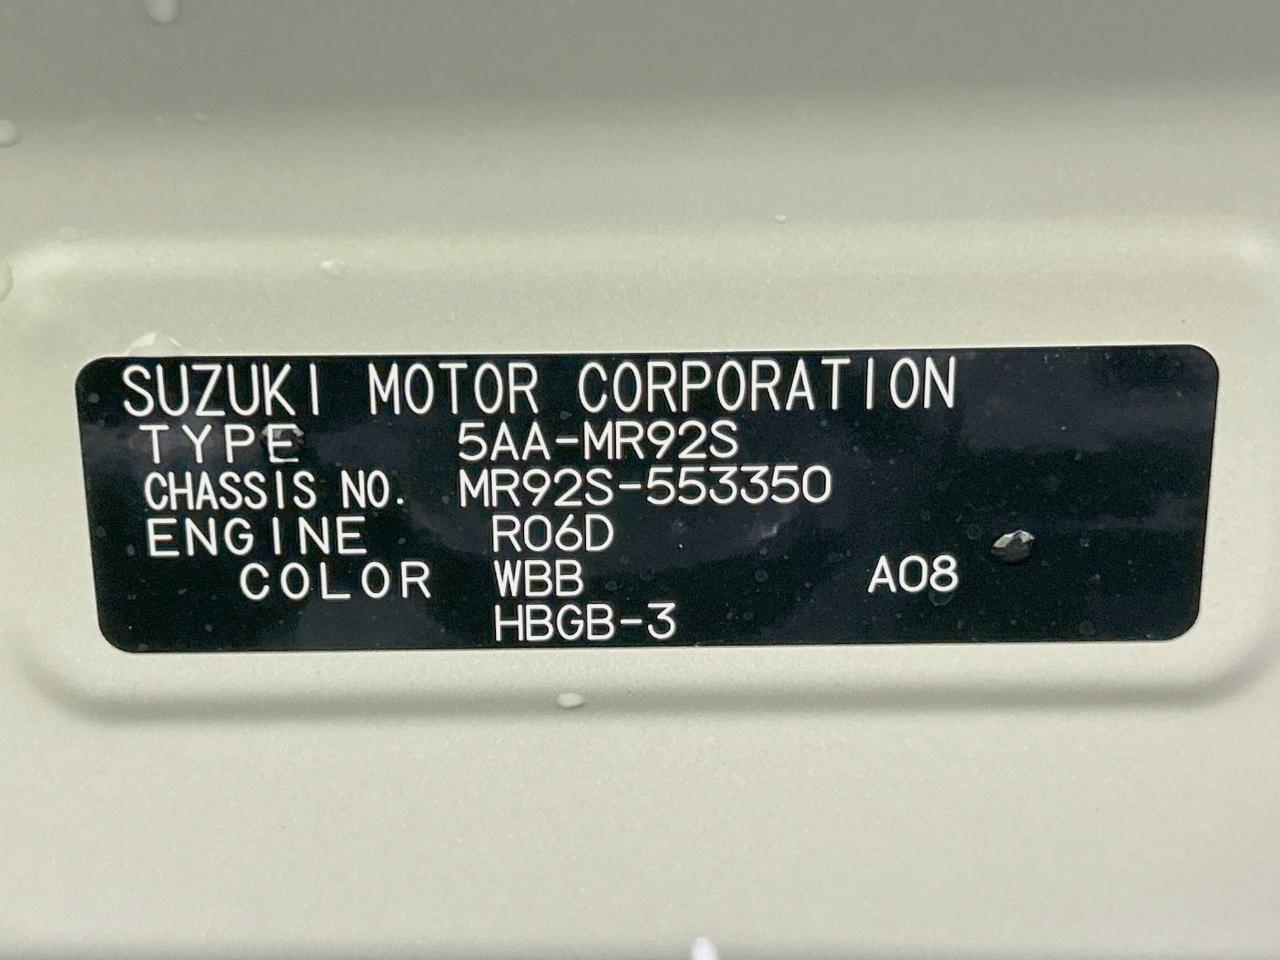 SUZUKI MOTOR CORPORATION
TYPE 5AA-MR92S
CHASSIS NO. MR92S-553350
ENGINE R06D
COLOR WBB A08
HBGB-3